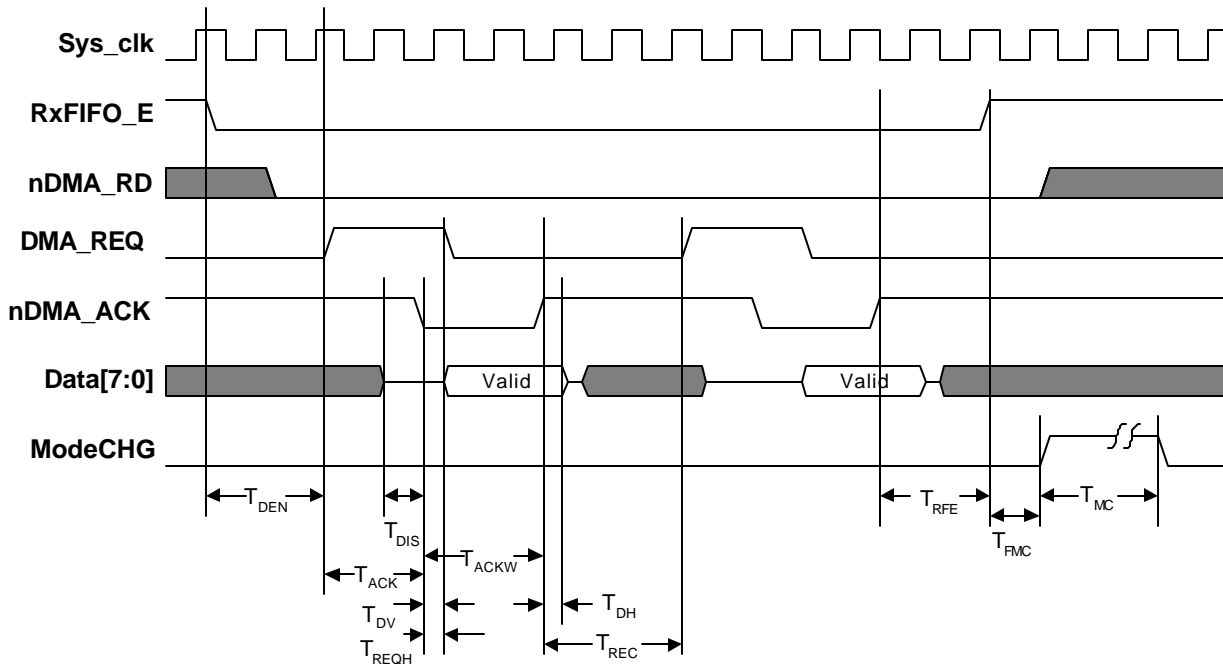 Sys_clk
RxFIFO_E
nDMA_RD
DMA_REQ
nDMA_ACK
Data[7:0]
Valid
Valid
ModeCHG
TDEN
TDIS
TRFE
TMC
TFMC
TACKW
TACK
TDV
TDH
TREQH
TREC